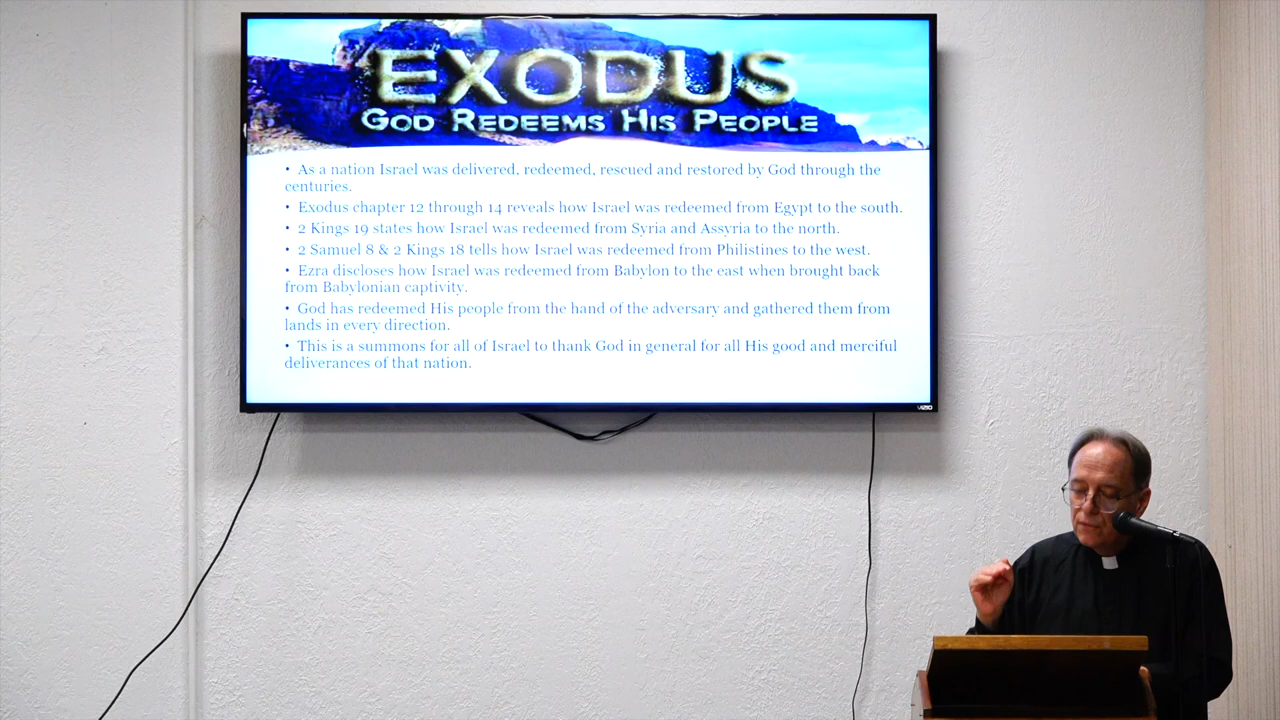 EXODUS
GOD REDEEMS HIS PEOPLE
• As a nation Israel was delivered, redeemed, rescued and restored by God through the
centuries.
• Exodus chapter 12 through 14 reveals how Israel was redeemed from Egypt to the south.
• 2 Kings 19 states how Israel was redeemed from Syria and Assyria to the north.
• 2 Samuel 8 & 2 Kings 18 tells how Israel was redeemed from Philistines to the west.
• Ezra discloses how Israel was redeemed from Babylon to the east when brought back
from Babylonian captivity.
• God has redeemed His people from the hand of the adversary and gathered them from
lands in every direction.
• This is a summons for all of Israel to thank God in general for all His good and merciful
deliverances of that nation.
VIZIO